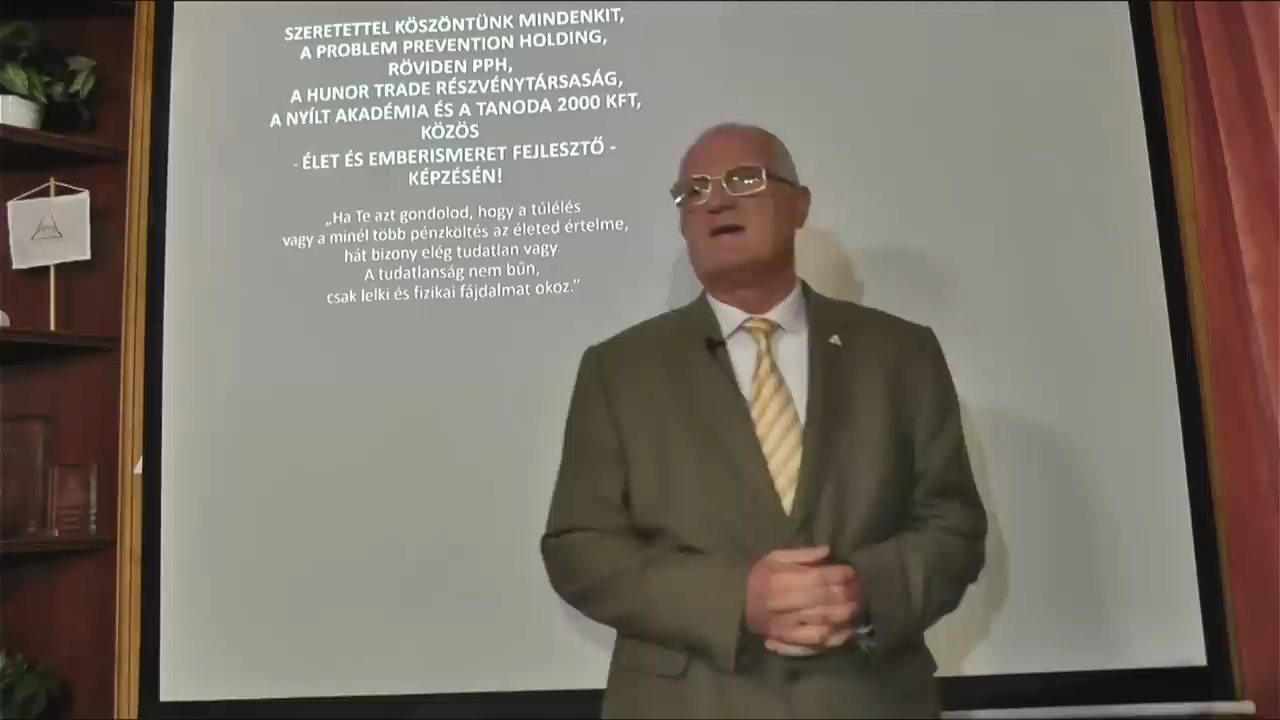 SZERETETTEL KÖSZÖNTÜNK MINDENKIT,
A PROBLEM PREVENTION HOLDING,
RÖVIDEN PPH,
A HUNOR TRADE RÉSZVÉNYTÁRSASÁG,
A NYÍLT AKADÉMIA ÉS A TANODA 2000 KFT,
KÖZÖS
- ÉLET ÉS EMBERISMERET FEJLESZTŐ -
KÉPZÉSÉN!
„Ha Te azt gondolod, hogy a túlélés
vagy a minél több pénzköltés az életed értelme,
hát bizony elég tudatlan vagy.
A tudatlanság nem bűn,
csak lelki és fizikai fájdalmat okoz.”